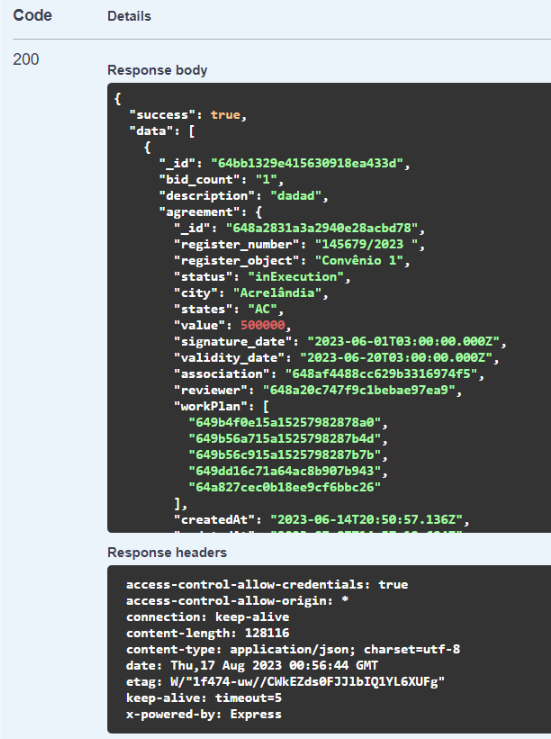 Code Details
200
Response body
{
"success": true,
"data": [
{
"_id": "64bb1329e415630918ea433d",
"bid_count": "1",
"description": "dadad",
"agreement": {
"_id": "648a2831a3a2940e28acbd78",
"register_number": "145679/2023 ",
"register_object": "Convênio 1",
"status": "inExecution",
"city": "Acrelândia",
"states": "AC",
"value": 500000,
"signature_date": "2023-06-01T03:00:00.000Z",
"validity_date": "2023-06-20T03:00:00.000Z",
"association": "648af4488cc629b3316974f5",
"reviewer": "648a20c747f9c1bebae97ea9",
"workPlan": [
"649b4f0e15a15257982878a0",
"649b56a715a1525798287b4d",
"649b56c915a1525798287b7b",
"649dd16c71a64ac8b907b943",
"64a827cec0b18ee9cf6bbc26"
],
"createdAt": "2023-06-14T20:50:57.136Z",
Response headers
access-control-allow-credentials: true
access-control-allow-origin: *
connection: keep-alive
content-length: 128116
content-type: application/json; charset=utf-8
date: Thu,17 Aug 2023 00:56:44 GMT
etag: W/"1f474-uw//CWkEZds0FJJlbIQ1YL6XUFg"
keep-alive: timeout=5
x-powered-by: Express